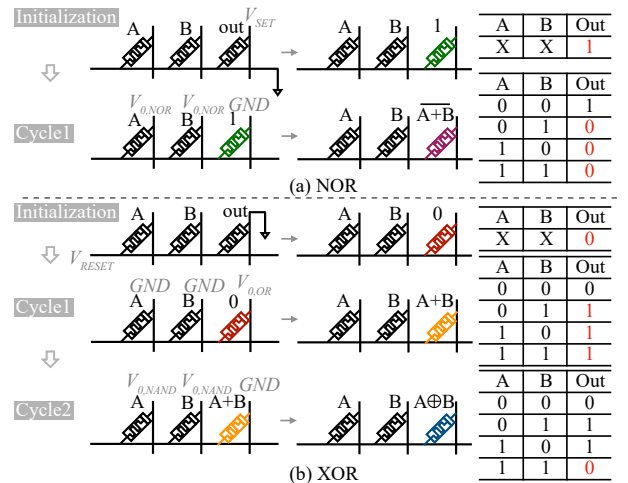 Initialization
A B out V_SET
A B 1
A B Out
X X 1
Cycle1
V_0,NOR V_0,NOR GND
A B 1
A B A+B̅
A B Out
0 0 1
0 1 0
1 0 0
1 1 0
(a) NOR
Initialization
A B out
V_RESET
A B 0
A B Out
X X 0
Cycle1
GND GND V_0,OR
A B 0
A B A+B
A B Out
0 0 0
0 1 1
1 0 1
1 1 1
Cycle2
V_0,NAND V_0,NAND GND
A B A+B
A B A⊕B
A B Out
0 0 0
0 1 1
1 0 1
1 1 0
(b) XOR